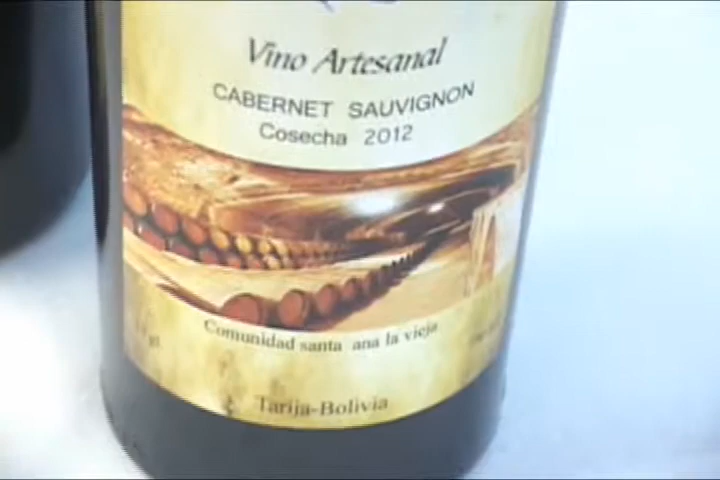 Vino Artesanal
CABERNET SAUVIGNON
Cosecha 2012
Comunidad santa ana la vieja
Tarija-Bolivia